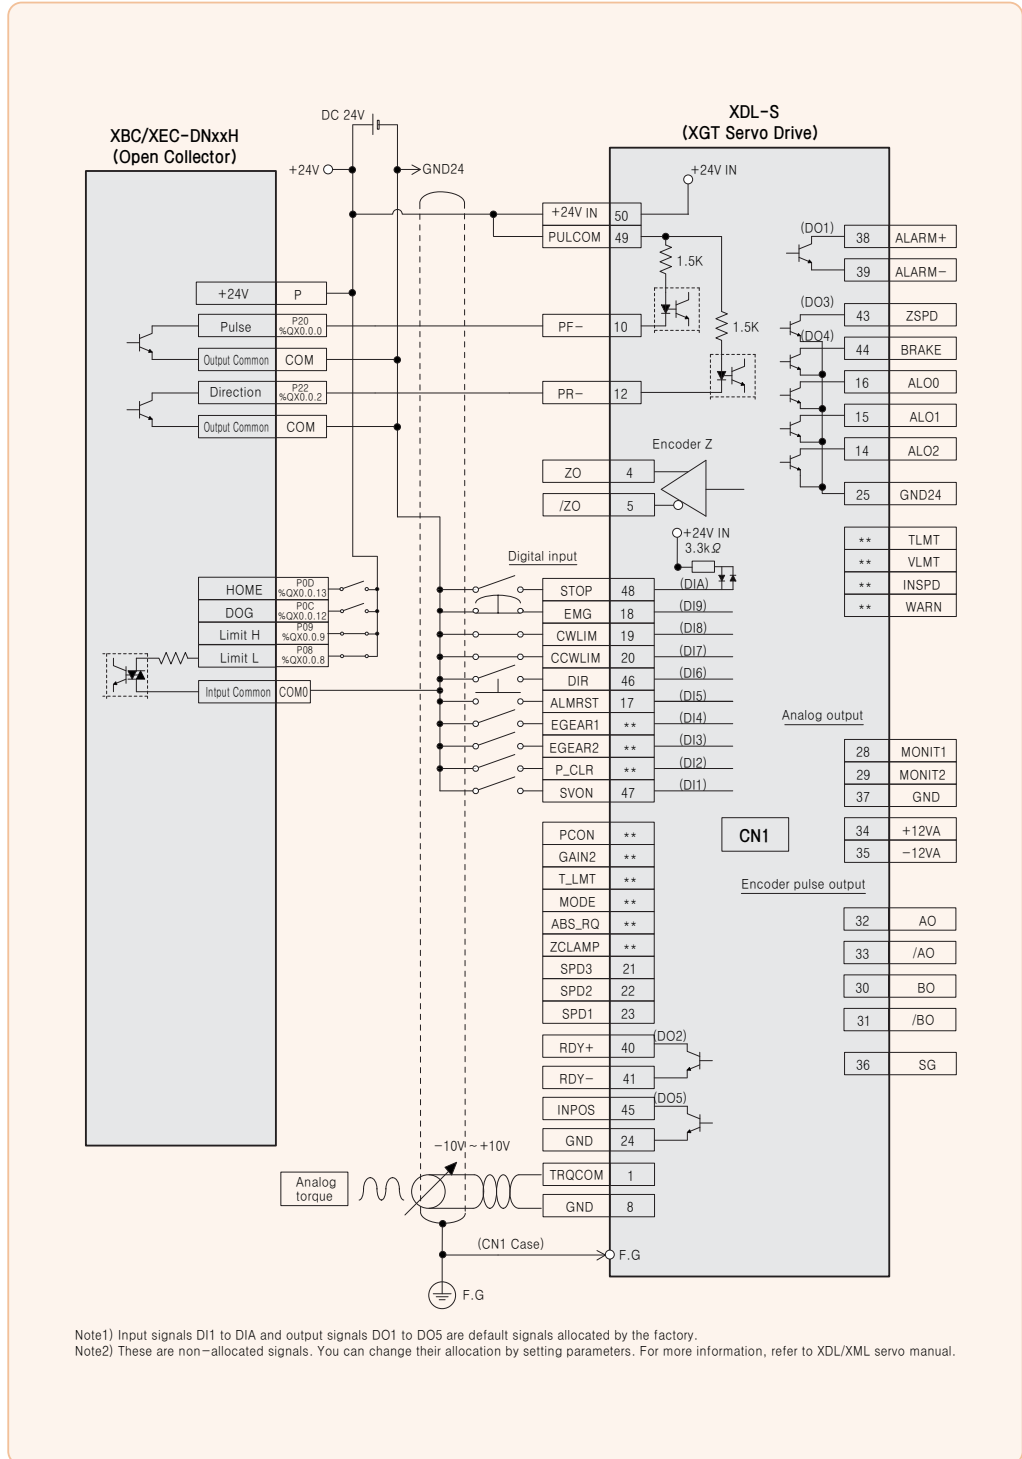 XBC/XEC-DNxxH
(Open Collector)
DC 24V
+24V
GND24
XDL-S
(XGT Servo Drive)
+24V IN
+24V IN 50
PULCOM 49
1.5K
1.5K
+24V P
Pulse P20 %QX0.0.0
Output Common COM
Direction P22 %QX0.0.2
Output Common COM
PF- 10
PR- 12
Encoder Z
ZO 4
/ZO 5
+24V IN
3.3kΩ
Digital input
HOME P0D %QX0.0.13
DOG P0C %QX0.0.12
Limit H P09 %QX0.0.9
Limit L P08 %QX0.0.8
Intput Common COM0
STOP 48 (DIA)
EMG 18 (DI9)
CWLIM 19 (DI8)
CCWLIM 20 (DI7)
DIR 46 (DI6)
ALMRST 17 (DI5)
EGEAR1 ** (DI4)
EGEAR2 ** (DI3)
P_CLR ** (DI2)
SVON 47 (DI1)
PCON **
GAIN2 **
T_LMT **
MODE **
ABS_RQ **
ZCLAMP **
SPD3 21
SPD2 22
SPD1 23
RDY+ 40 (DO2)
RDY- 41
INPOS 45 (DO5)
GND 24
TRQCOM 1
GND 8
(DO1)
38 ALARM+
39 ALARM-
(DO3)
43 ZSPD
(DO4)
44 BRAKE
16 ALO0
15 ALO1
14 ALO2
25 GND24
** TLMT
** VLMT
** INSPD
** WARN
Analog output
28 MONIT1
29 MONIT2
37 GND
34 +12VA
35 -12VA
CN1
Encoder pulse output
32 AO
33 /AO
30 BO
31 /BO
36 SG
-10V ~ +10V
Analog
torque
(CN1 Case)
F.G
F.G
Note1) Input signals DI1 to DIA and output signals DO1 to DO5 are default signals allocated by the factory.
Note2) These are non-allocated signals. You can change their allocation by setting parameters. For more information, refer to XDL/XML servo manual.